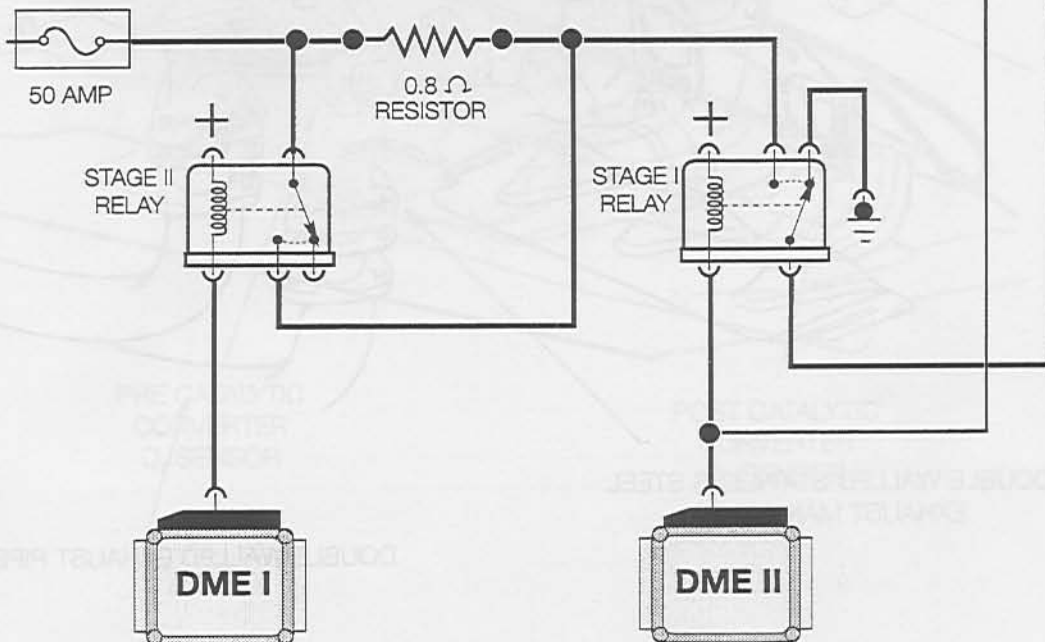 50 AMP
0.8 Ω
RESISTOR
+
+
STAGE II
RELAY
STAGE I
RELAY
DME I
DME II